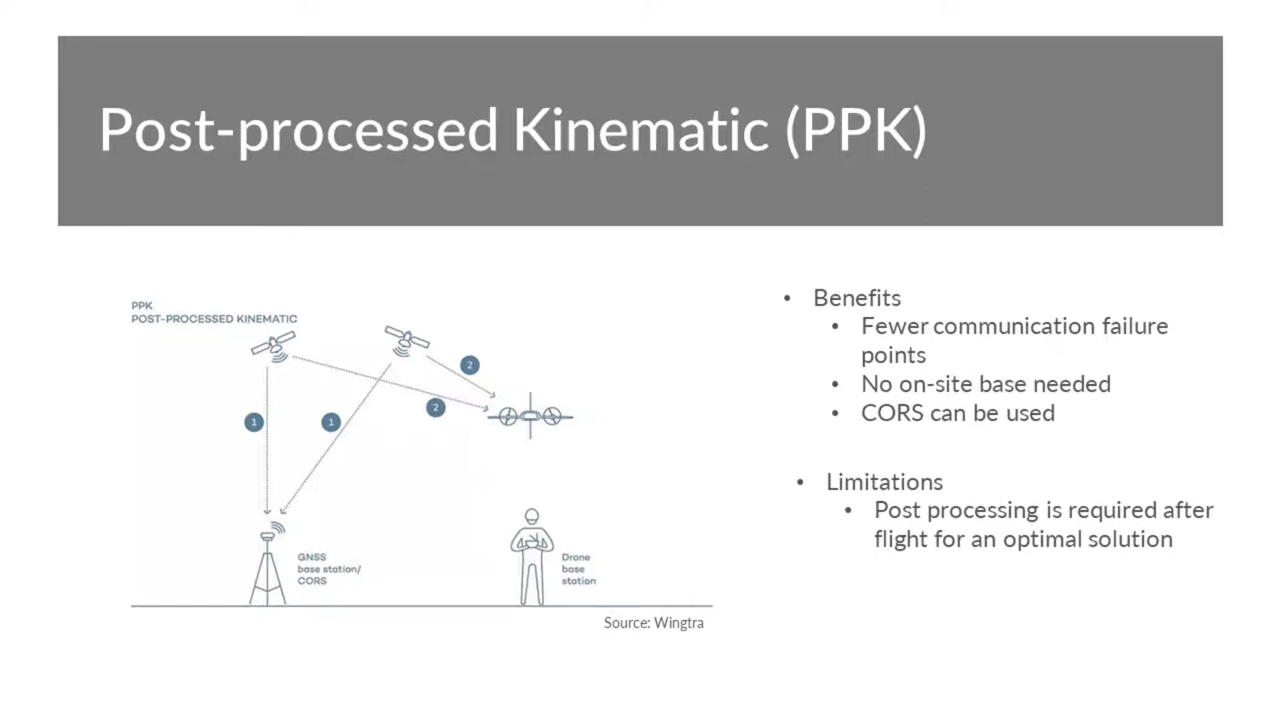 Post-processed Kinematic (PPK)
PPK
POST-PROCESSED KINEMATIC
2
2
1
1
GNSS
base station/
CORS
Drone
base
station
Source: Wingtra
• Benefits
• Fewer communication failure
points
• No on-site base needed
• CORS can be used
• Limitations
• Post processing is required after
flight for an optimal solution